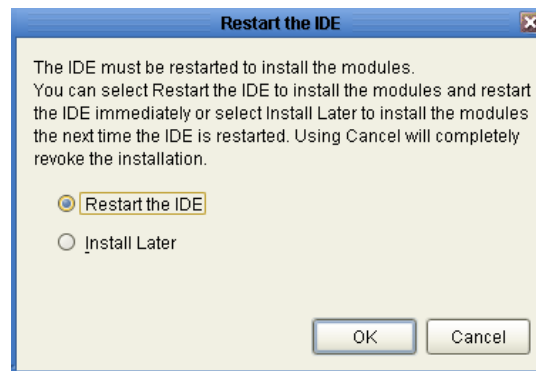 Restart the IDE
The IDE must be restarted to install the modules.
You can select Restart the IDE to install the modules and restart
the IDE immediately or select Install Later to install the modules
the next time the IDE is restarted. Using Cancel will completely
revoke the installation.
Restart the IDE
Install Later
OK
Cancel